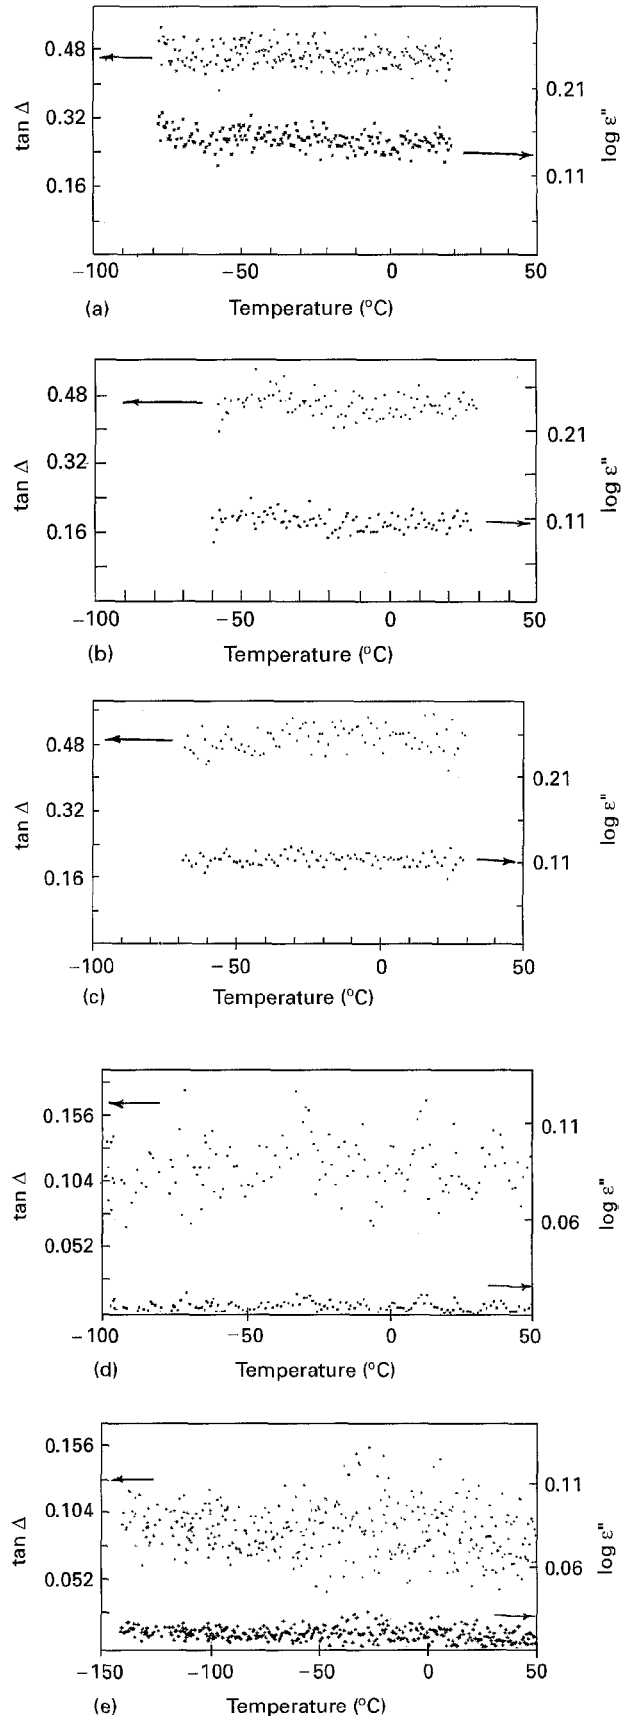 0.48
0.32
0.16
tan Δ
0.21
0.11
log ε"
−100
−50
0
50
(a)
Temperature (°C)
0.48
0.32
0.16
tan Δ
0.21
0.11
log ε"
−100
−50
0
50
(b)
Temperature (°C)
0.48
0.32
0.16
tan Δ
0.21
0.11
log ε"
−100
−50
0
50
(c)
Temperature (°C)
0.156
0.104
0.052
tan Δ
0.11
0.06
log ε"
−100
−50
0
50
(d)
Temperature (°C)
0.156
0.104
0.052
tan Δ
0.11
0.06
log ε"
−150
−100
−50
0
50
(e)
Temperature (°C)